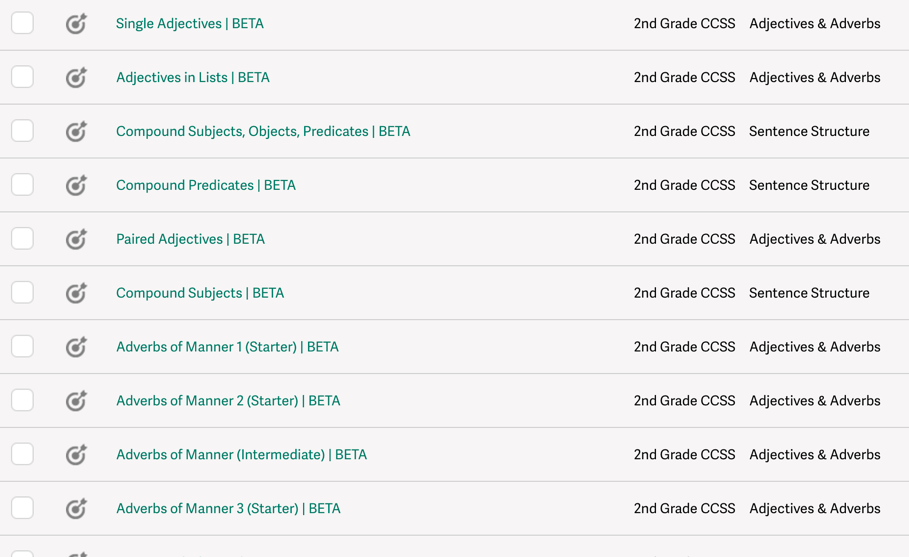 Single Adjectives | BETA 2nd Grade CCSS Adjectives & Adverbs
Adjectives in Lists | BETA 2nd Grade CCSS Adjectives & Adverbs
Compound Subjects, Objects, Predicates | BETA 2nd Grade CCSS Sentence Structure
Compound Predicates | BETA 2nd Grade CCSS Sentence Structure
Paired Adjectives | BETA 2nd Grade CCSS Adjectives & Adverbs
Compound Subjects | BETA 2nd Grade CCSS Sentence Structure
Adverbs of Manner 1 (Starter) | BETA 2nd Grade CCSS Adjectives & Adverbs
Adverbs of Manner 2 (Starter) | BETA 2nd Grade CCSS Adjectives & Adverbs
Adverbs of Manner (Intermediate) | BETA 2nd Grade CCSS Adjectives & Adverbs
Adverbs of Manner 3 (Starter) | BETA 2nd Grade CCSS Adjectives & Adverbs